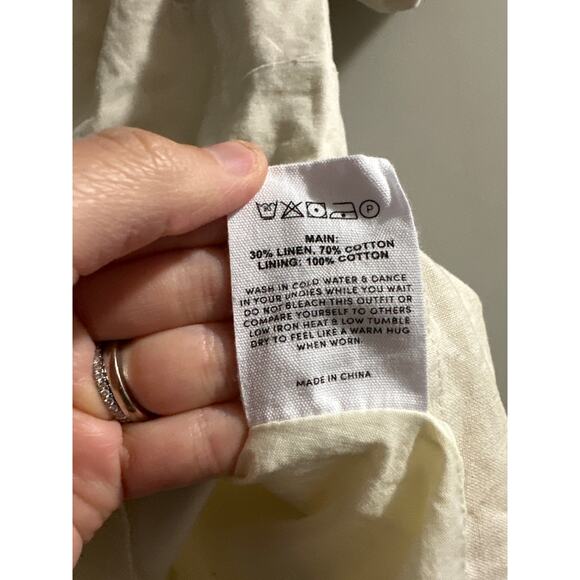 P
MAIN:
30% LINEN, 70% COTTON
LINING: 100% COTTON
WASH IN COLD WATER & DANCE
IN YOUR UNDIES WHILE YOU WAIT
DO NOT BLEACH THIS OUTFIT OR
COMPARE YOURSELF TO OTHERS
LOW IRON HEAT & LOW TUMBLE
DRY TO FEEL LIKE A WARM HUG
WHEN WORN.
MADE IN CHINA